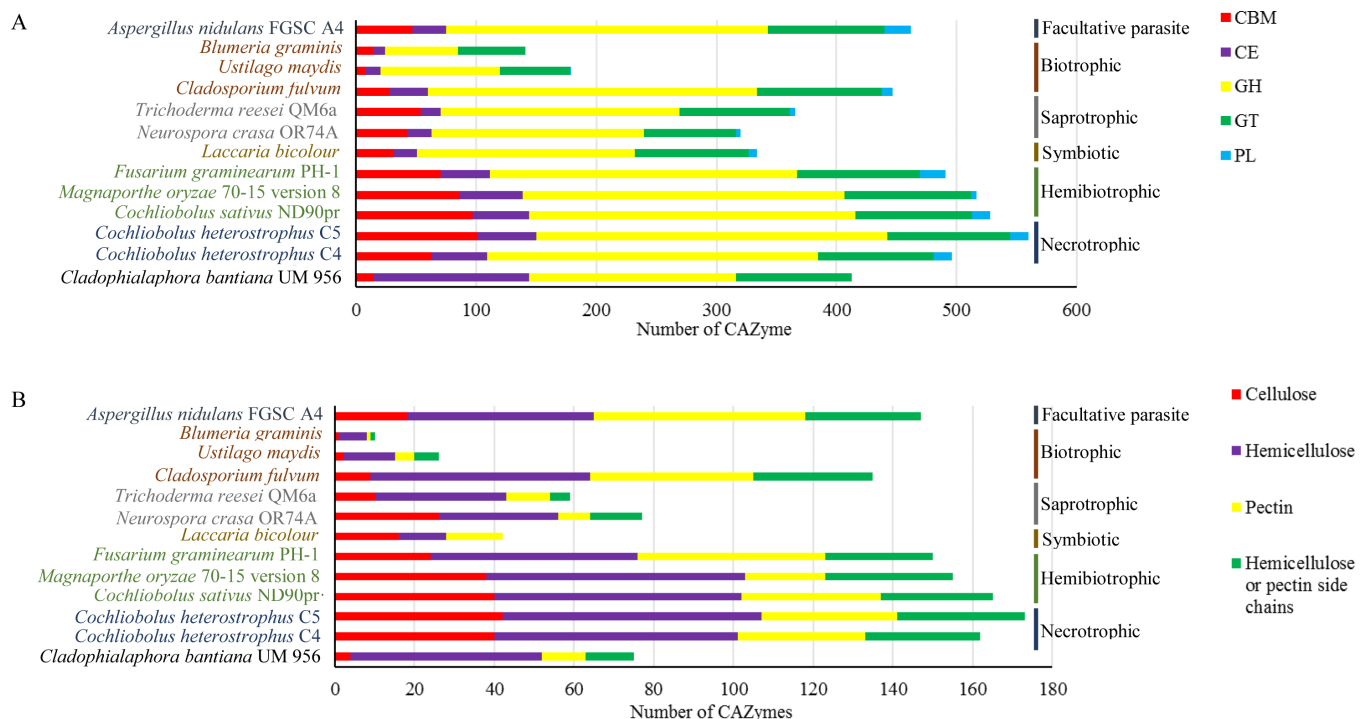 A
Aspergillus nidulans FGSC A4
Blumeria graminis
Ustilago maydis
Cladosporium fulvum
Trichoderma reesei QM6a
Neurospora crasa OR74A
Laccaria bicolour
Fusarium graminearum PH-1
Magnaporthe oryzae 70-15 version 8
Cochliobolus sativus ND90pr
Cochliobolus heterostrophus C5
Cochliobolus heterostrophus C4
Cladophialaphora bantiana UM 956
0 100 200 300 400 500 600
Number of CAZyme
Facultative parasite
Biotrophic
Saprotrophic
Symbiotic
Hemibiotrophic
Necrotrophic
CBM
CE
GH
GT
PL
B
Aspergillus nidulans FGSC A4
Blumeria graminis
Ustilago maydis
Cladosporium fulvum
Trichoderma reesei QM6a
Neurospora crasa OR74A
Laccaria bicolour
Fusarium graminearum PH-1
Magnaporthe oryzae 70-15 version 8
Cochliobolus sativus ND90pr
Cochliobolus heterostrophus C5
Cochliobolus heterostrophus C4
Cladophialaphora bantiana UM 956
0 20 40 60 80 100 120 140 160 180
Number of CAZymes
Facultative parasite
Biotrophic
Saprotrophic
Symbiotic
Hemibiotrophic
Necrotrophic
Cellulose
Hemicellulose
Pectin
Hemicellulose
or pectin side
chains